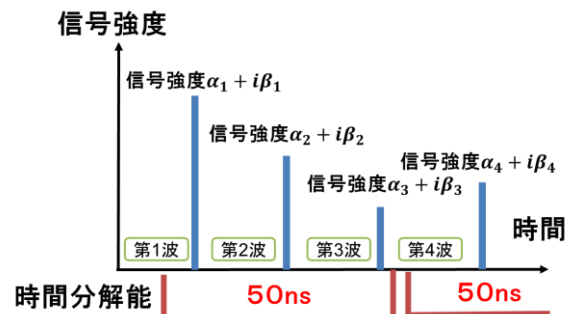 信号強度
信号強度α₁ + iβ₁
信号強度α₂ + iβ₂
信号強度α₃ + iβ₃
信号強度α₄ + iβ₄
時間
第1波
第2波
第3波
第4波
時間分解能
50ns
50ns